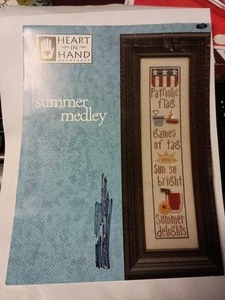 HEART
IN
HAND
summer
medley
Patriotic
flag
games
of tag
Sun so
bright
Summer
delights